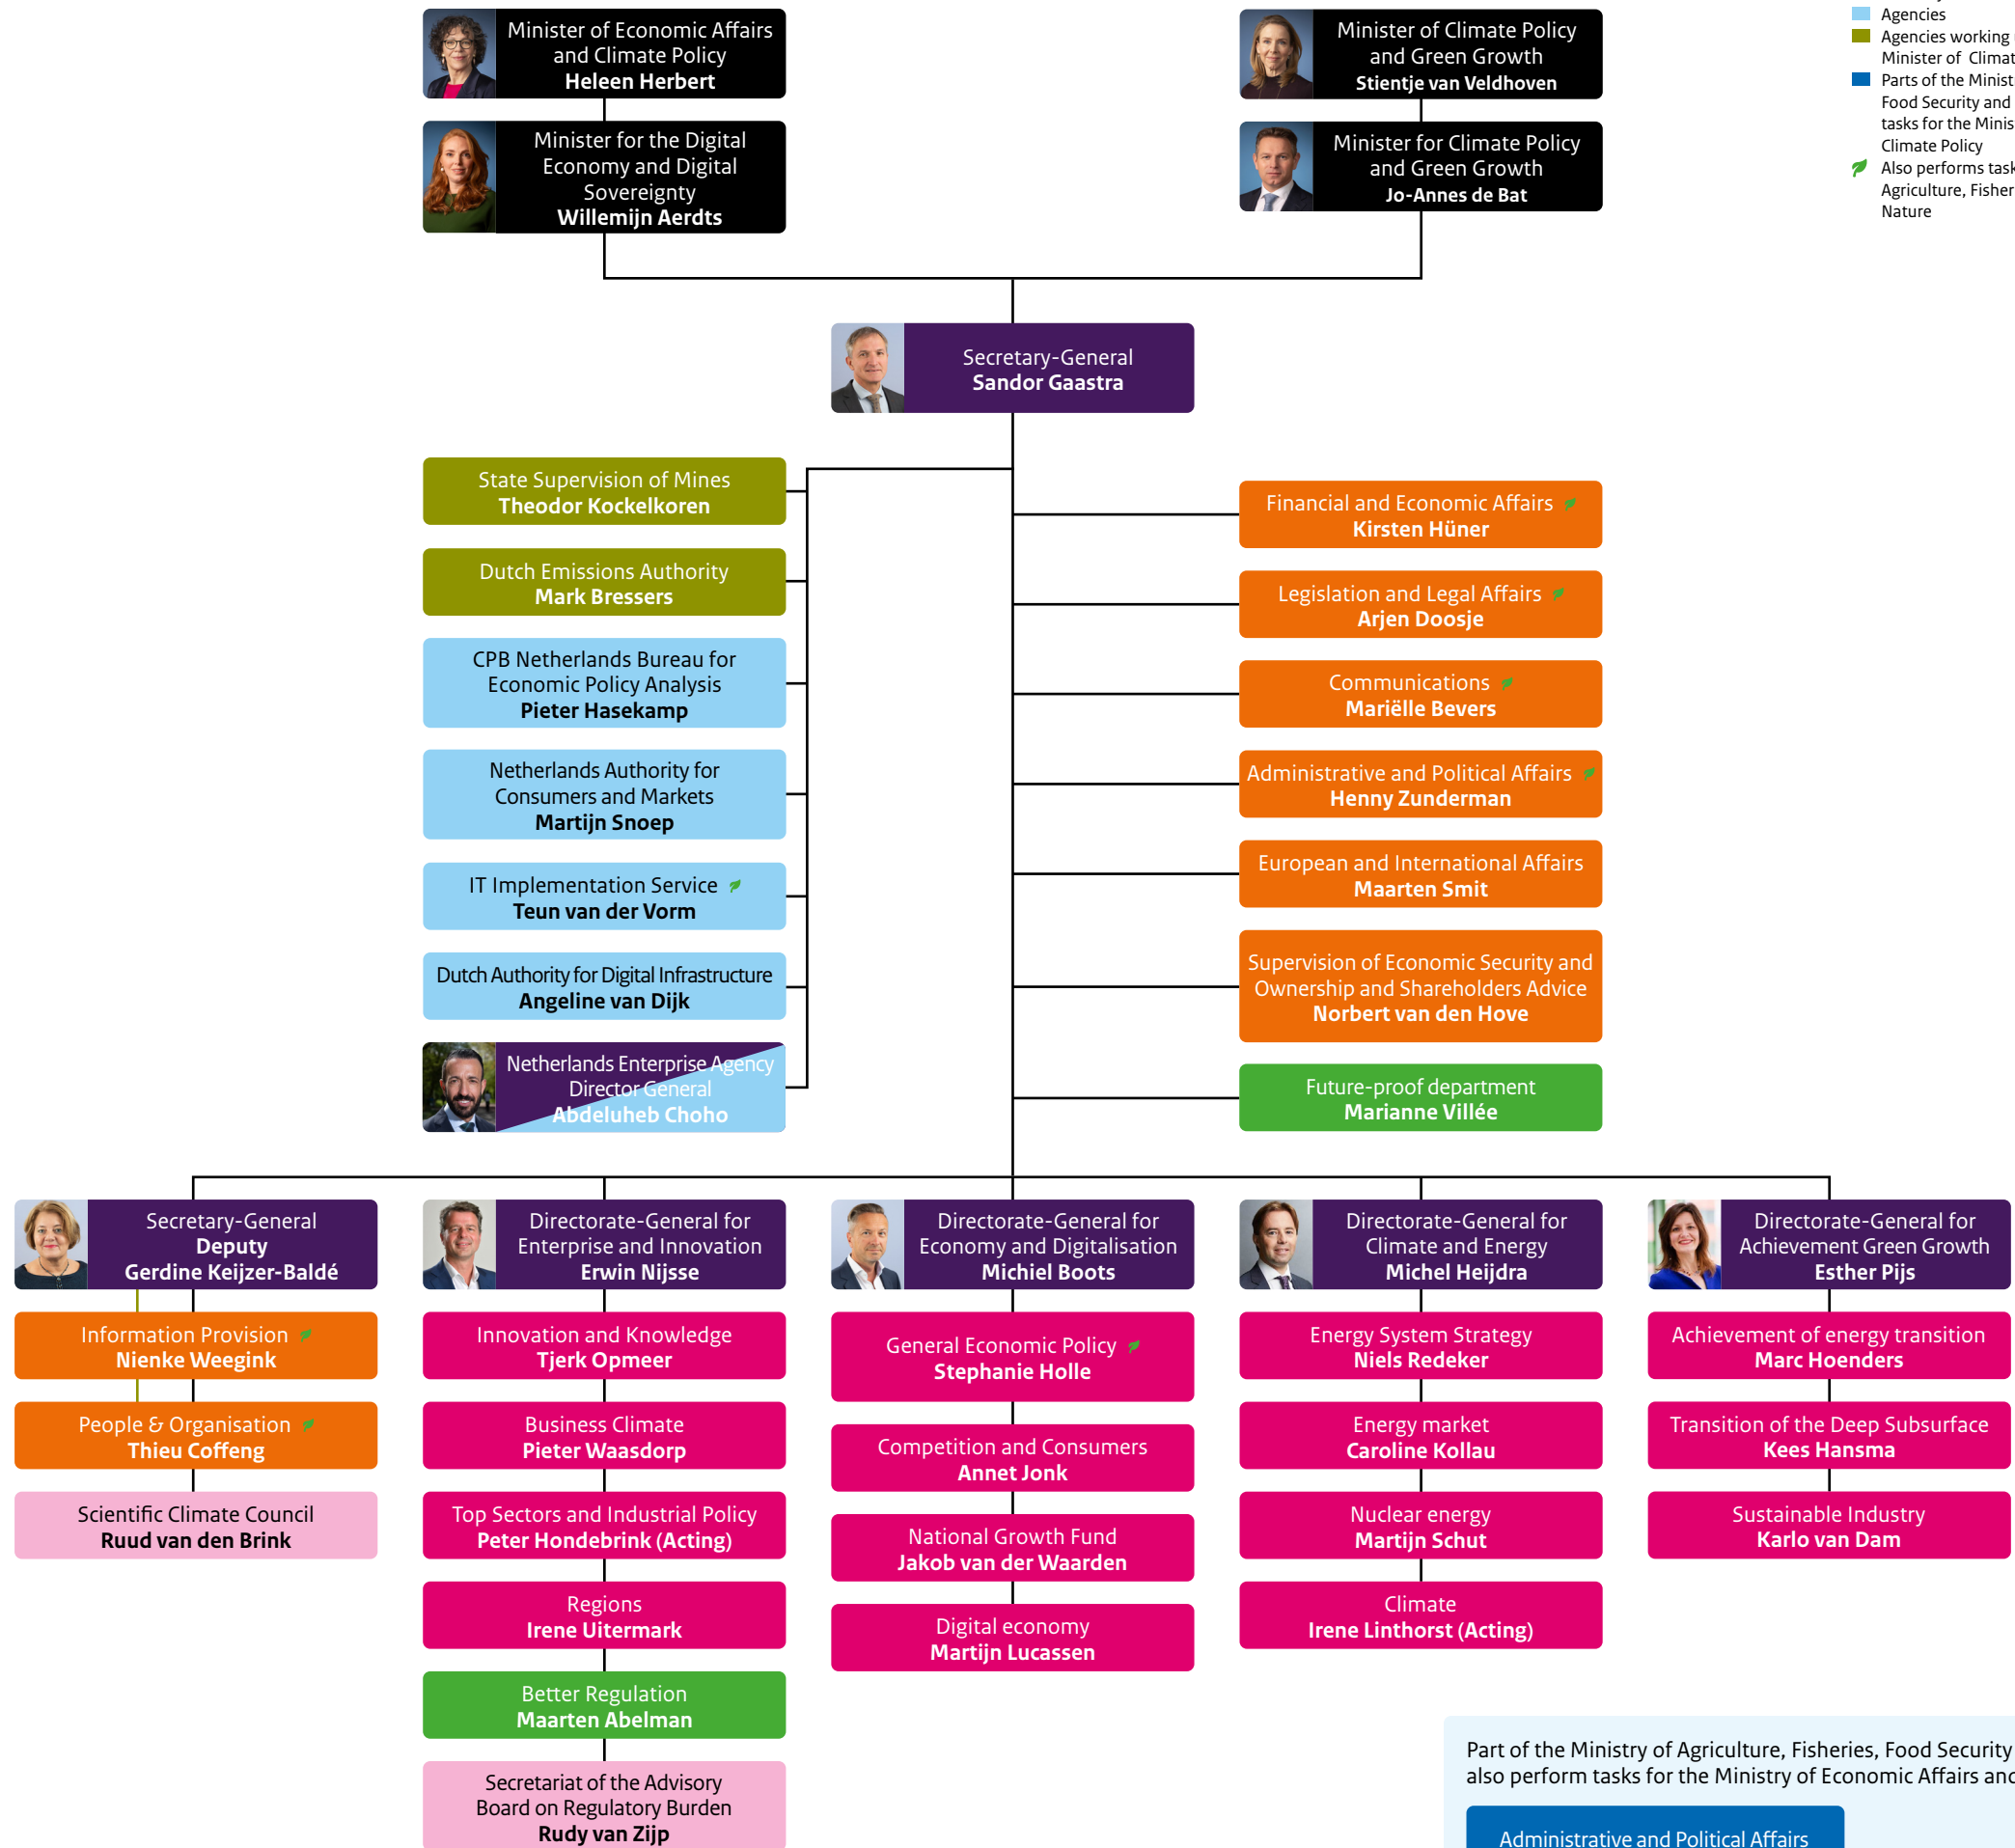 Minister of Economic Affairs
and Climate Policy
Heleen Herbert
Minister of Climate Policy
and Green Growth
Stientje van Veldhoven
Agencies
Agencies working
Minister of Climat
Parts of the Minist
Food Security and
tasks for the Minis
Climate Policy
Also performs task
Agriculture, Fisher
Nature
Minister for the Digital
Economy and Digital
Sovereignty
Willemijn Aerdts
Minister for Climate Policy
and Green Growth
Jo-Annes de Bat
Secretary-General
Sandor Gaastra
State Supervision of Mines
Theodor Kockelkoren
Dutch Emissions Authority
Mark Bressers
CPB Netherlands Bureau for
Economic Policy Analysis
Pieter Hasekamp
Netherlands Authority for
Consumers and Markets
Martijn Snoep
IT Implementation Service
Teun van der Vorm
Dutch Authority for Digital Infrastructure
Angeline van Dijk
Netherlands Enterprise Agency
Director General
Abdeluheb Choho
Financial and Economic Affairs
Kirsten Hüner
Legislation and Legal Affairs
Arjen Doosje
Communications
Mariëlle Bevers
Administrative and Political Affairs
Henny Zunderman
European and International Affairs
Maarten Smit
Supervision of Economic Security and
Ownership and Shareholders Advice
Norbert van den Hove
Future-proof department
Marianne Villée
Secretary-General
Deputy
Gerdine Keijzer-Baldé
Information Provision
Nienke Weegink
People & Organisation
Thieu Coffeng
Scientific Climate Council
Ruud van den Brink
Directorate-General for
Enterprise and Innovation
Erwin Nijsse
Innovation and Knowledge
Tjerk Opmeer
Business Climate
Pieter Waasdorp
Top Sectors and Industrial Policy
Peter Hondebrink (Acting)
Regions
Irene Uitermark
Better Regulation
Maarten Abelman
Secretariat of the Advisory
Board on Regulatory Burden
Rudy van Zijp
Directorate-General for
Economy and Digitalisation
Michiel Boots
General Economic Policy
Stephanie Holle
Competition and Consumers
Annet Jonk
National Growth Fund
Jakob van der Waarden
Digital economy
Martijn Lucassen
Directorate-General for
Climate and Energy
Michel Heijdra
Energy System Strategy
Niels Redeker
Energy market
Caroline Kollau
Nuclear energy
Martijn Schut
Climate
Irene Linthorst (Acting)
Directorate-General for
Achievement Green Growth
Esther Pijs
Achievement of energy transition
Marc Hoenders
Transition of the Deep Subsurface
Kees Hansma
Sustainable Industry
Karlo van Dam
Part of the Ministry of Agriculture, Fisheries, Food Security
also perform tasks for the Ministry of Economic Affairs and
Administrative and Political Affairs